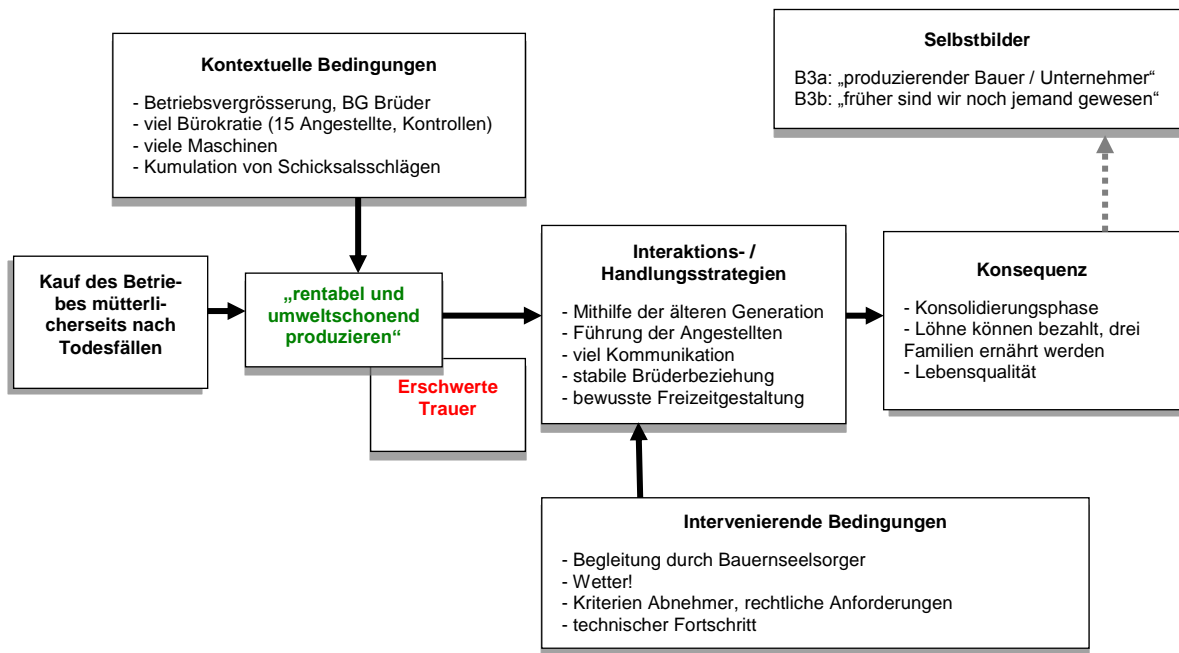 Kontextuelle Bedingungen
- Betriebsvergrösserung, BG Brüder
- viel Bürokratie (15 Angestellte, Kontrollen)
- viele Maschinen
- Kumulation von Schicksalsschlägen
Selbstbilder
B3a: „produzierender Bauer / Unternehmer“
B3b: „früher sind wir noch jemand gewesen“
Kauf des Betrie-
bes mütterli-
cherseits nach
Todesfällen
„rentabel und
umweltschonend
produzieren“
Erschwerte
Trauer
Interaktions- /
Handlungsstrategien
- Mithilfe der älteren Generation
- Führung der Angestellten
- viel Kommunikation
- stabile Brüderbeziehung
- bewusste Freizeitgestaltung
Konsequenz
- Konsolidierungsphase
- Löhne können bezahlt, drei
Familien ernährt werden
- Lebensqualität
Intervenierende Bedingungen
- Begleitung durch Bauernseelsorger
- Wetter!
- Kriterien Abnehmer, rechtliche Anforderungen
- technischer Fortschritt